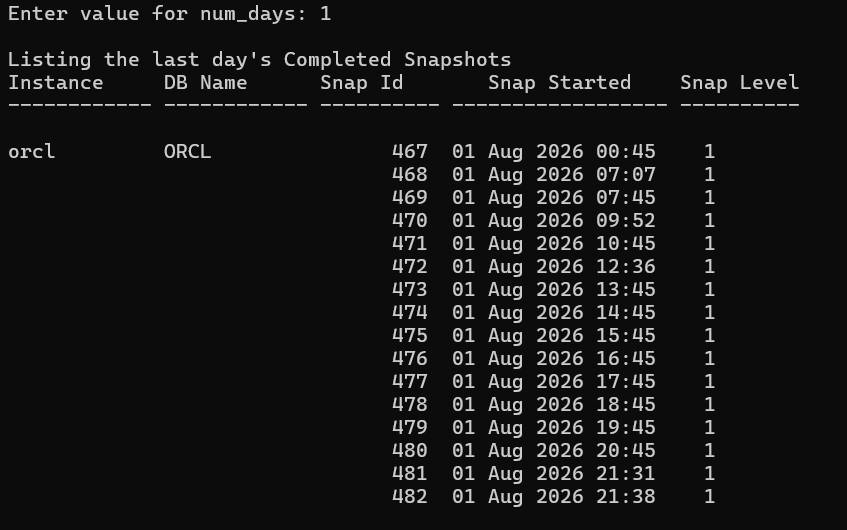 Enter value for num_days: 1
Listing the last day's Completed Snapshots
Instance     DB Name      Snap Id       Snap Started    Snap Level
------------ ------------ ---------- ------------------ ----------
orcl         ORCL               467  01 Aug 2026 00:45    1
                                468  01 Aug 2026 07:07    1
                                469  01 Aug 2026 07:45    1
                                470  01 Aug 2026 09:52    1
                                471  01 Aug 2026 10:45    1
                                472  01 Aug 2026 12:36    1
                                473  01 Aug 2026 13:45    1
                                474  01 Aug 2026 14:45    1
                                475  01 Aug 2026 15:45    1
                                476  01 Aug 2026 16:45    1
                                477  01 Aug 2026 17:45    1
                                478  01 Aug 2026 18:45    1
                                479  01 Aug 2026 19:45    1
                                480  01 Aug 2026 20:45    1
                                481  01 Aug 2026 21:31    1
                                482  01 Aug 2026 21:38    1